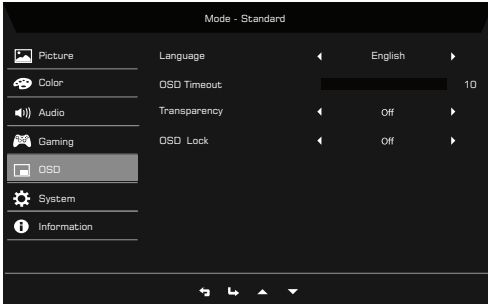 Mode - Standard
Picture
Color
Audio
Gaming
OSD
System
Information
Language English
OSD Timeout 10
Transparency Off
OSD Lock Off